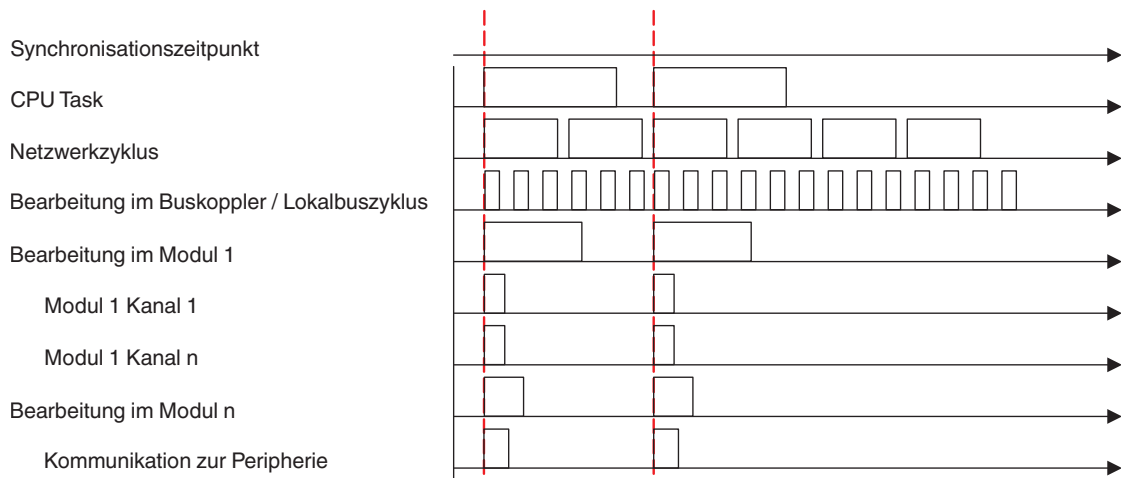 Synchronisationszeitpunkt
CPU Task
Netzwerkzyklus
Bearbeitung im Buskoppler / Lokalbuszyklus
Bearbeitung im Modul 1
Modul 1 Kanal 1
Modul 1 Kanal n
Bearbeitung im Modul n
Kommunikation zur Peripherie